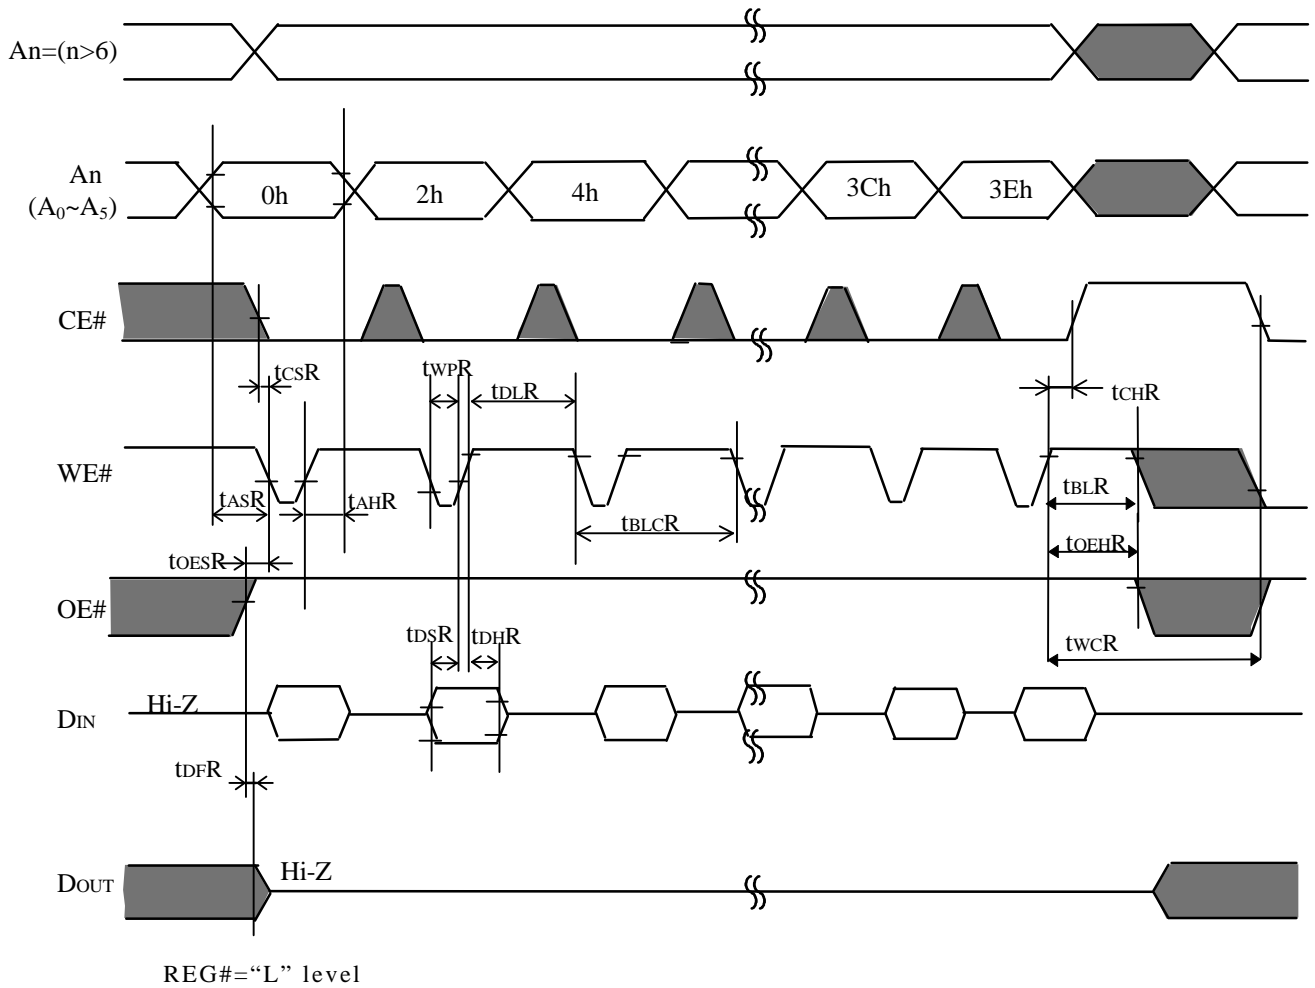 An=(n>6)
An
(A0~A5)
0h
2h
4h
3Ch
3Eh
CE#
tCSR
tWPR
tDLR
tCHR
WE#
tASR
tAHR
tBLCR
tBLR
tOESR
tOEHR
OE#
tDSR
tDHR
tWCR
DIN
Hi-Z
tDFR
DOUT
Hi-Z
REG#=“L” level